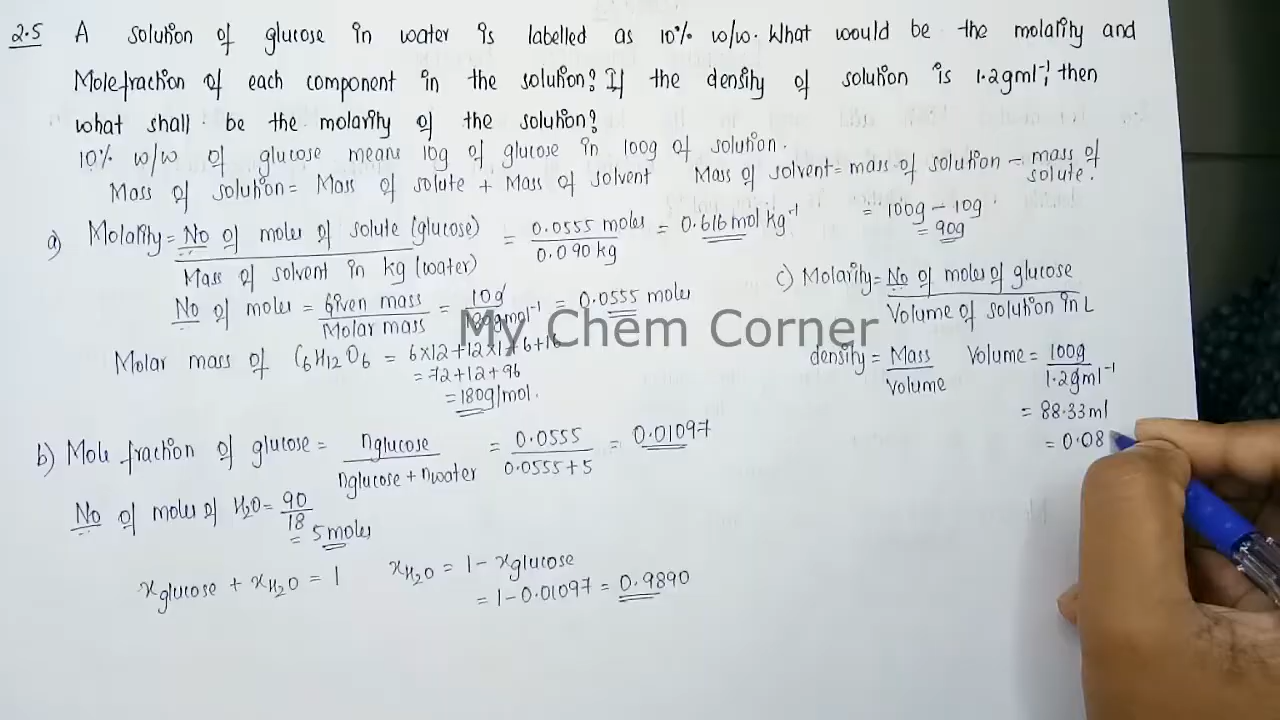 2.5 A solution of glucose in water is labelled as 10% w/w. What would be the molality and
Mole fraction of each component in the solution? If the density of solution is 1.2gml⁻¹, then
what shall be the molarity of the solution?
10% w/w of glucose means 10g of glucose in 100g of solution.
Mass of solution = Mass of solute + Mass of solvent
Mass of solvent = mass of solution - mass of solute.
= 100g - 10g
= 90g
a) Molality = No of moles of solute (glucose) / Mass of solvent in kg (water) = 0.0555 moles / 0.090 kg = 0.616 mol kg⁻¹
No of moles = Given mass / Molar mass = 10g / 180gmol⁻¹ = 0.0555 moles
Molar mass of C₆H₁₂O₆ = 6×12+12×1+6+16
= 72+12+96
= 180g/mol.
b) Mole fraction of glucose = nglucose / nglucose + nwater = 0.0555 / 0.0555+5 = 0.01097
No of moles of H₂O = 90 / 18
= 5 moles
xglucose + xH₂O = 1
xH₂O = 1 - xglucose
= 1 - 0.01097 = 0.9890
c) Molarity = No of moles of glucose / Volume of solution in L
density = Mass / Volume
Volume = 100g / 1.2gml⁻¹
= 88.33ml
= 0.08
My Chem Corner